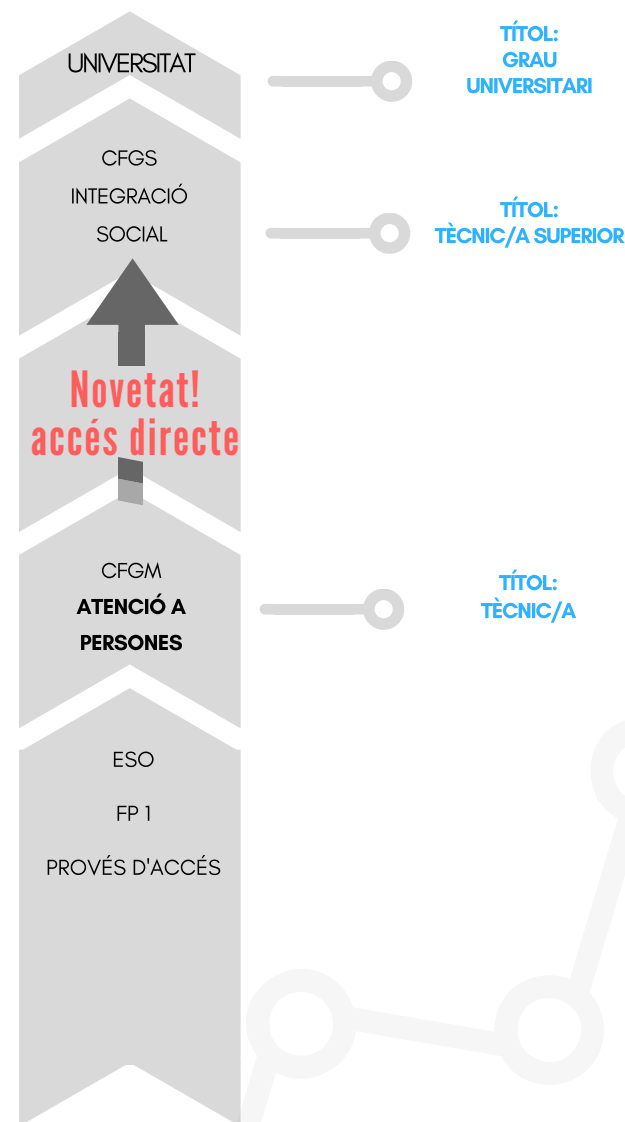 UNIVERSITAT
TÍTOL:
GRAU
UNIVERSITARI
CFGS
INTEGRACIÓ
SOCIAL
TÍTOL:
TÈCNIC/A SUPERIOR
Novetat!
accés directe
CFGM
ATENCIÓ A
PERSONES
TÍTOL:
TÈCNIC/A
ESO
FP 1
PROVÉS D'ACCÉS